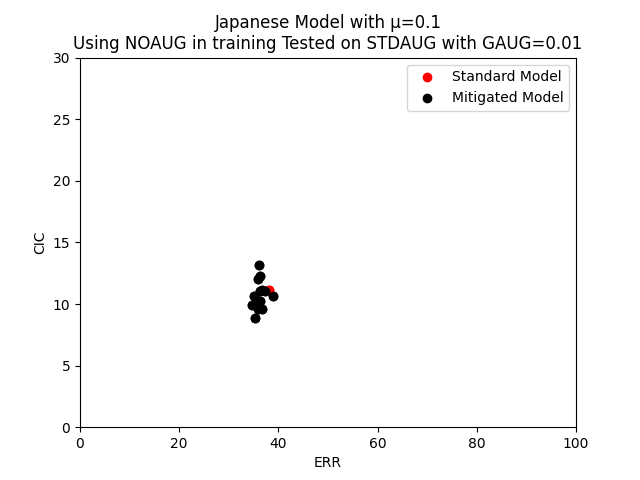 Japanese Model with μ=0.1
Using NOAUG in training Tested on STDAUG with GAUG=0.01
Standard Model
Mitigated Model
30
25
20
15
10
5
0
CIC
0 20 40 60 80 100
ERR